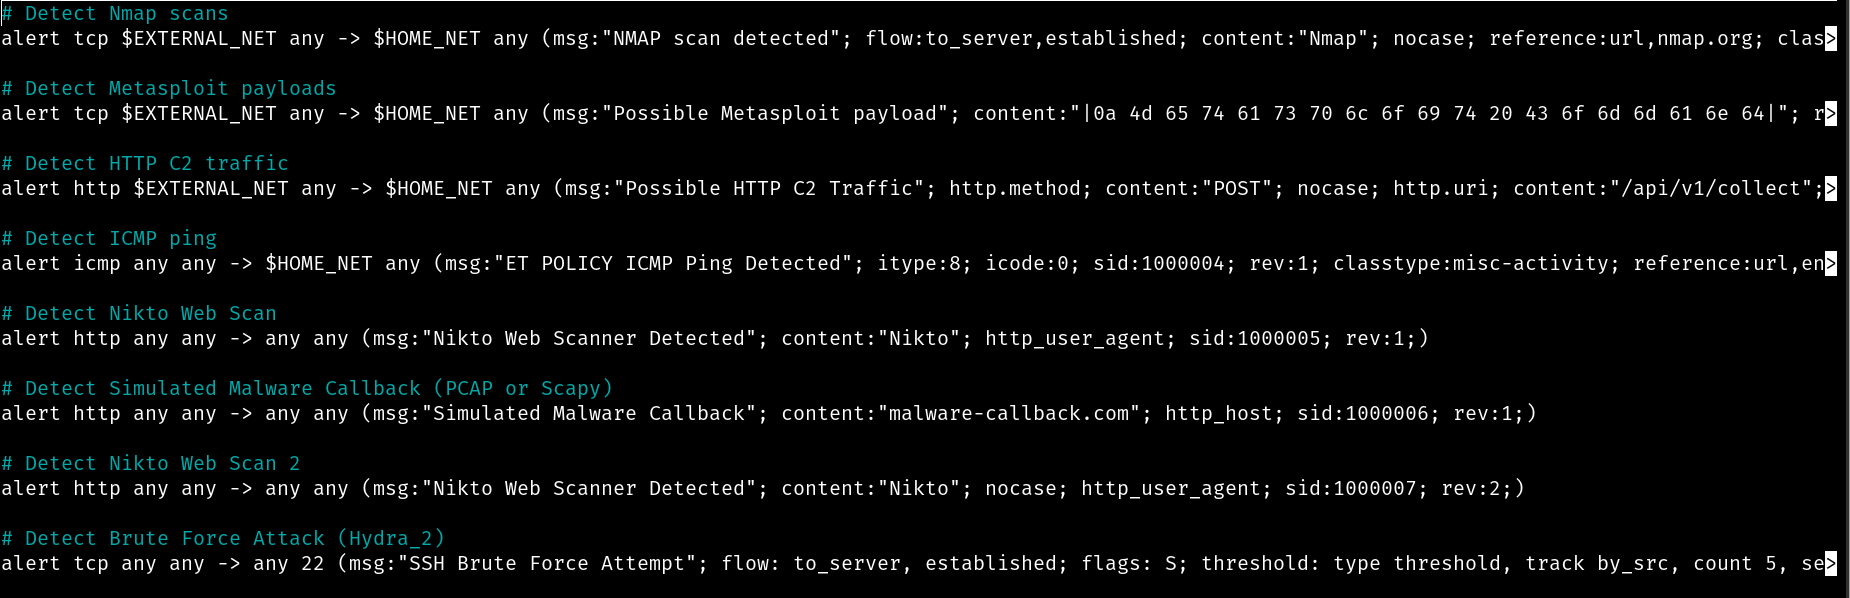 # Detect Nmap scans
alert tcp $EXTERNAL_NET any -> $HOME_NET any (msg:"NMAP scan detected"; flow:to_server,established; content:"Nmap"; nocase; reference:url,nmap.org; clas>
# Detect Metasploit payloads
alert tcp $EXTERNAL_NET any -> $HOME_NET any (msg:"Possible Metasploit payload"; content:"|0a 4d 65 74 61 73 70 6c 6f 69 74 20 43 6f 6d 6d 61 6e 64|"; r>
# Detect HTTP C2 traffic
alert http $EXTERNAL_NET any -> $HOME_NET any (msg:"Possible HTTP C2 Traffic"; http.method; content:"POST"; nocase; http.uri; content:"/api/v1/collect";>
# Detect ICMP ping
alert icmp any any -> $HOME_NET any (msg:"ET POLICY ICMP Ping Detected"; itype:8; icode:0; sid:1000004; rev:1; classtype:misc-activity; reference:url,en>
# Detect Nikto Web Scan
alert http any any -> any any (msg:"Nikto Web Scanner Detected"; content:"Nikto"; http_user_agent; sid:1000005; rev:1;)
# Detect Simulated Malware Callback (PCAP or Scapy)
alert http any any -> any any (msg:"Simulated Malware Callback"; content:"malware-callback.com"; http_host; sid:1000006; rev:1;)
# Detect Nikto Web Scan 2
alert http any any -> any any (msg:"Nikto Web Scanner Detected"; content:"Nikto"; nocase; http_user_agent; sid:1000007; rev:2;)
# Detect Brute Force Attack (Hydra_2)
alert tcp any any -> any 22 (msg:"SSH Brute Force Attempt"; flow: to_server, established; flags: S; threshold: type threshold, track by_src, count 5, se>